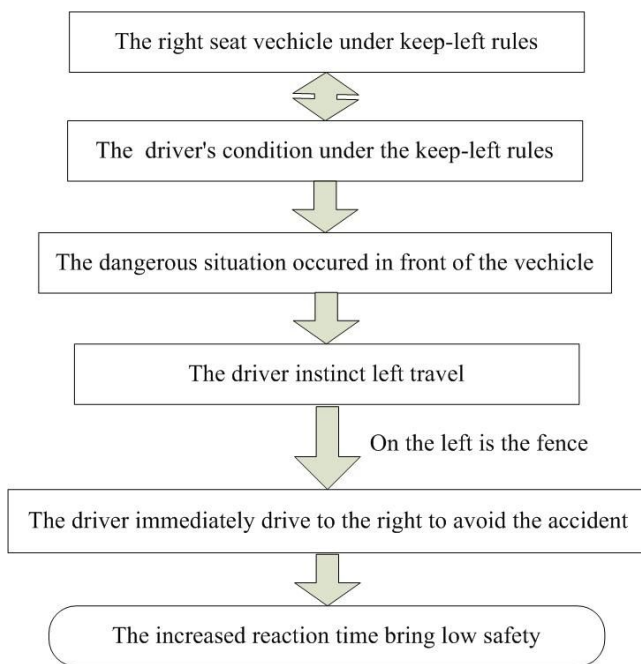 The right seat vechicle under keep-left rules
The driver's condition under the keep-left rules
The dangerous situation occured in front of the vechicle
The driver instinct left travel
On the left is the fence
The driver immediately drive to the right to avoid the accident
The increased reaction time bring low safety